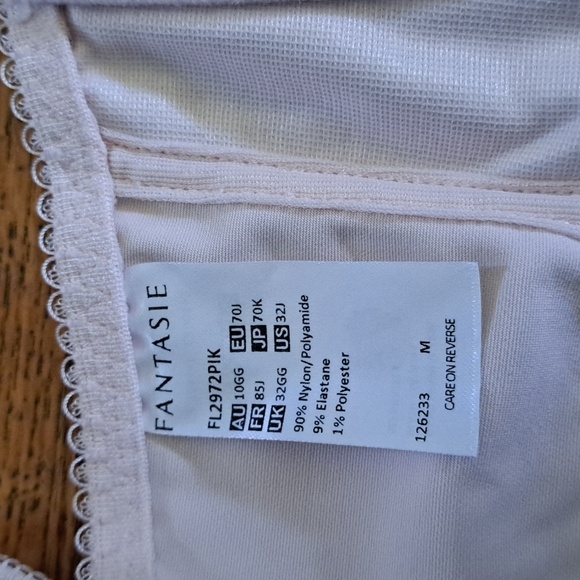 FANTASIE
FL2972PIK
AU 10GG EU 70J
FR 85J JP 70K
UK 32GG US 32J
90% Nylon/Polyamide
9% Elastane
1% Polyester
126233 M
CARE ON REVERSE